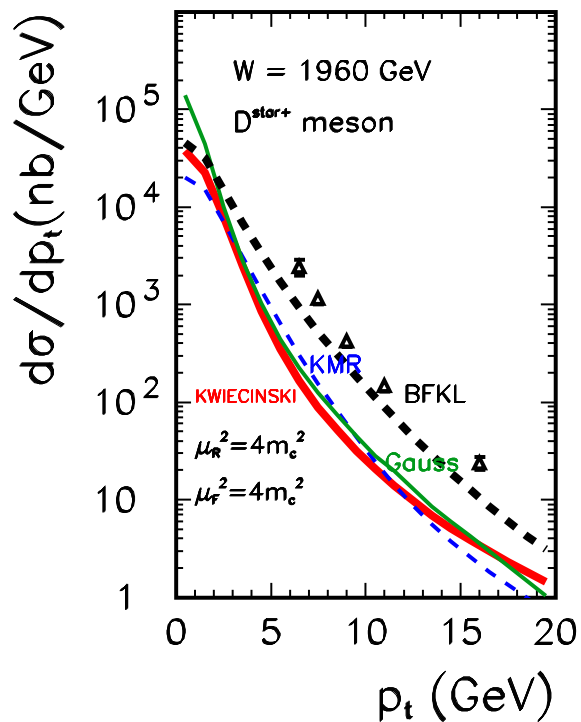 W = 1960 GeV
D^star+ meson
dσ/dp_t(nb/GeV)
10^5
10^4
10^3
10^2
10
1
KMR
KWIECINSKI
BFKL
μ_R^2=4m_c^2
Gauss
μ_F^2=4m_c^2
0 5 10 15 20
p_t (GeV)